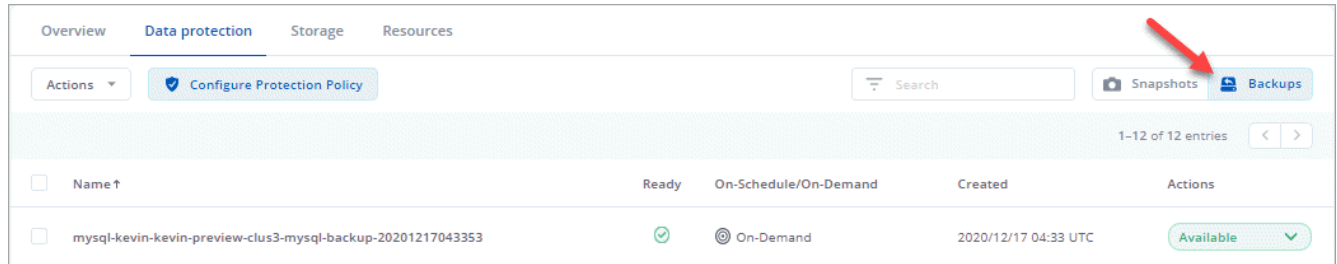 Overview Data protection Storage Resources
Actions Configure Protection Policy Search Snapshots Backups
1–12 of 12 entries
Name↑ Ready On-Schedule/On-Demand Created Actions
mysql-kevin-kevin-preview-clus3-mysql-backup-20201217043353 On-Demand 2020/12/17 04:33 UTC Available